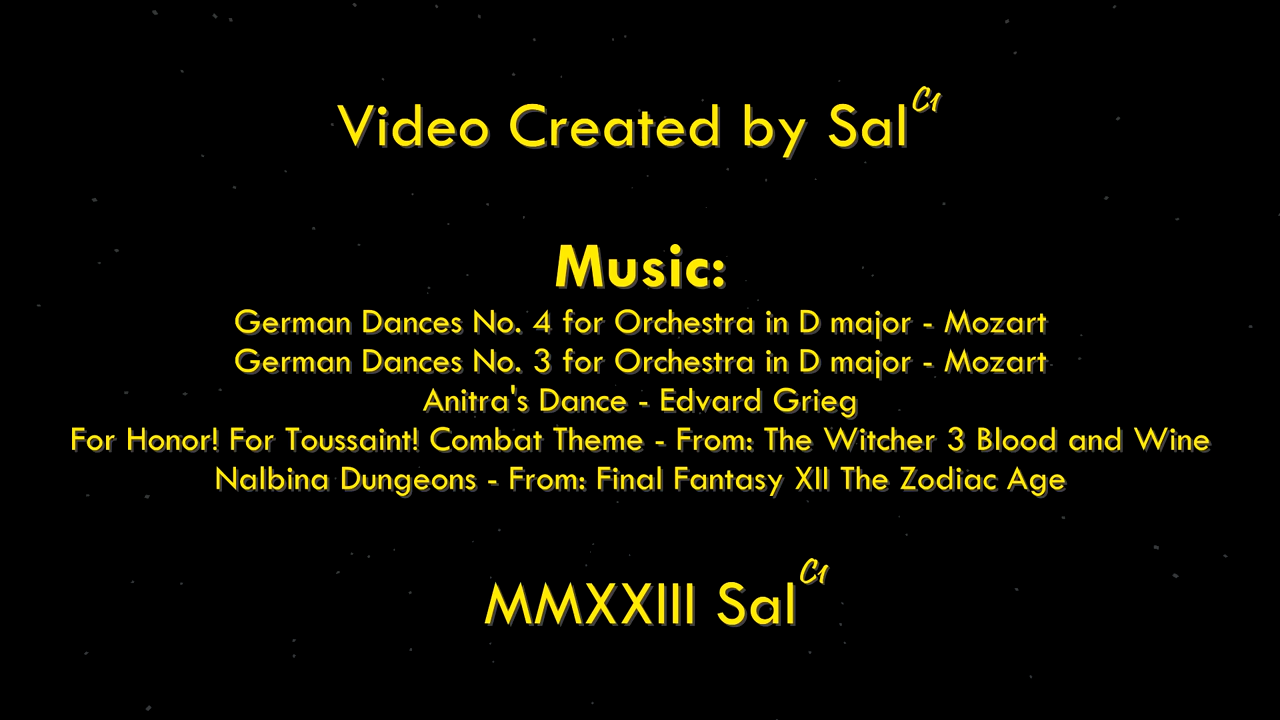 Video Created by Sal C1
Music:
German Dances No. 4 for Orchestra in D major - Mozart
German Dances No. 3 for Orchestra in D major - Mozart
Anitra's Dance - Edvard Grieg
For Honor! For Toussaint! Combat Theme - From: The Witcher 3 Blood and Wine
Nalbina Dungeons - From: Final Fantasy XII The Zodiac Age
MMXXIII Sal C1